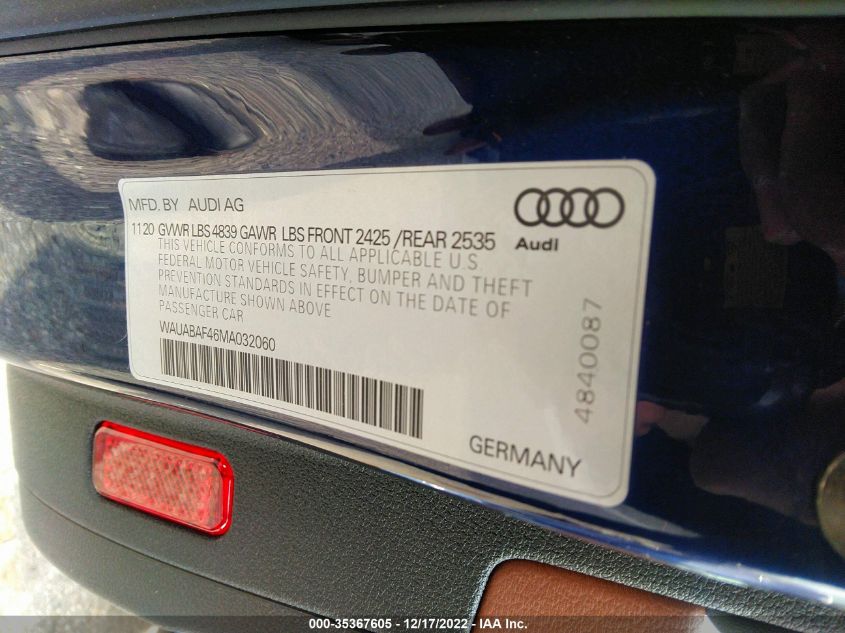 MFD. BY AUDI AG
11 20 GVWR LBS 4839 GAWR LBS FRONT 2425 /REAR 2535
THIS VEHICLE CONFORMS TO ALL APPLICABLE U.S.
FEDERAL MOTOR VEHICLE SAFETY, BUMPER AND THEFT
PREVENTION STANDARDS IN EFFECT ON THE DATE OF
MANUFACTURE SHOWN ABOVE
PASSENGER CAR
WAUABAF46MA032060
Audi
4840087
GERMANY
000-35367605 - 12/17/2022 - IAA Inc.